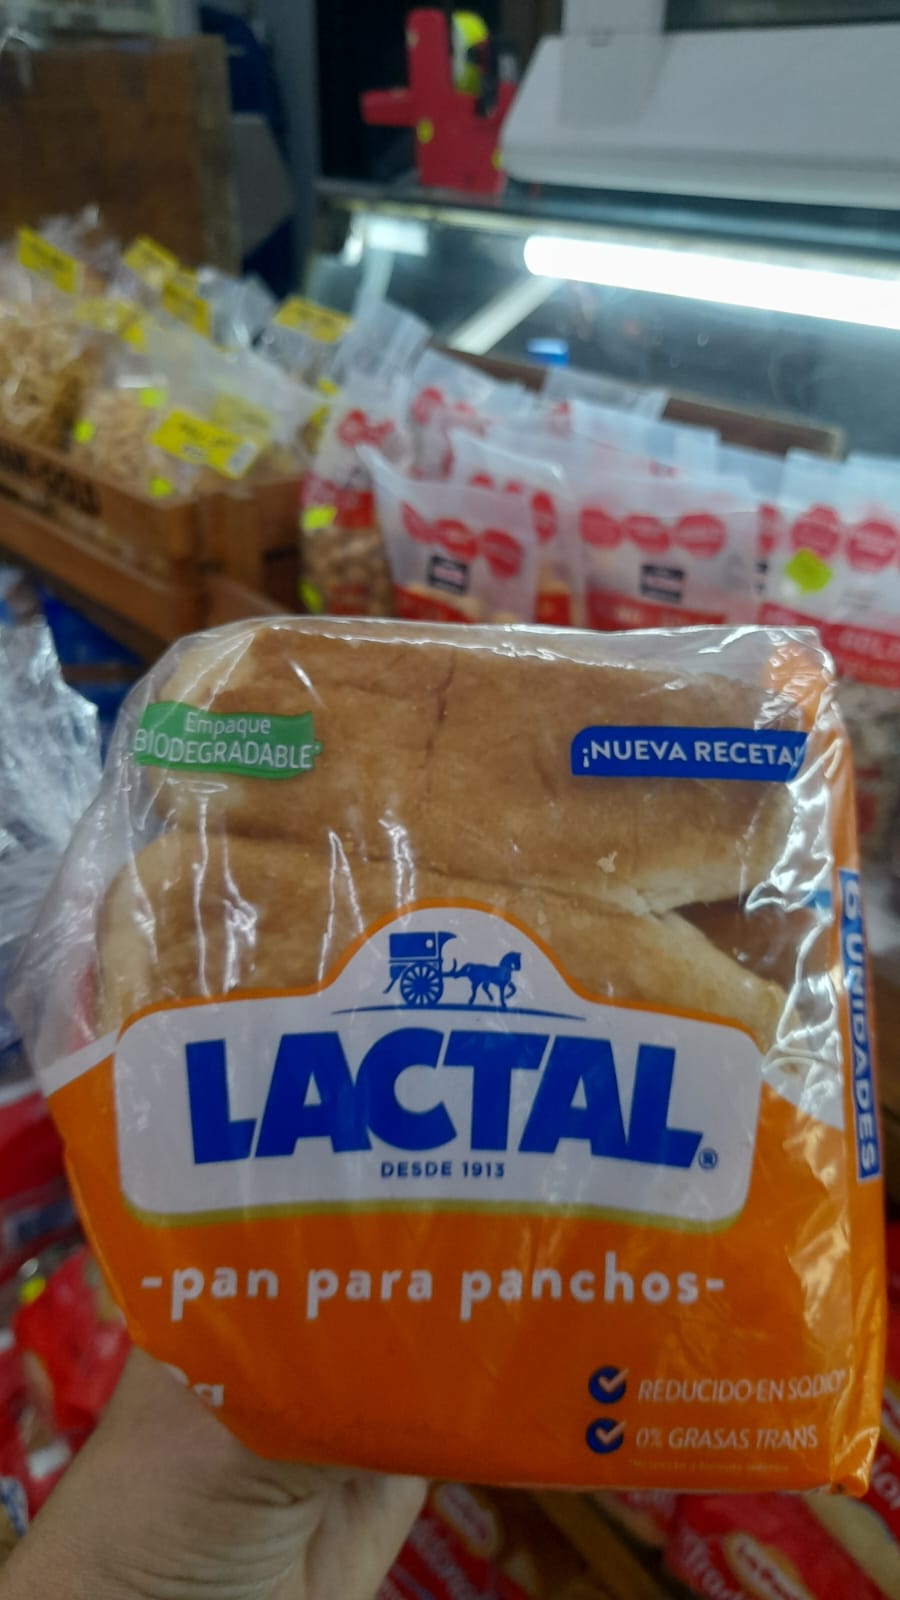 Empaque
BIODEGRADABLE*
¡NUEVA RECETA!
6 UNIDADES
LACTAL®
DESDE 1913
-pan para panchos-
REDUCIDO EN SODIO*
0% GRASAS TRANS